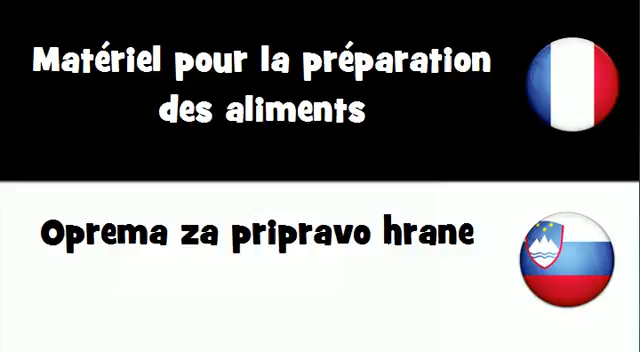 Matériel pour la préparation
des aliments
Oprema za pripravo hrane